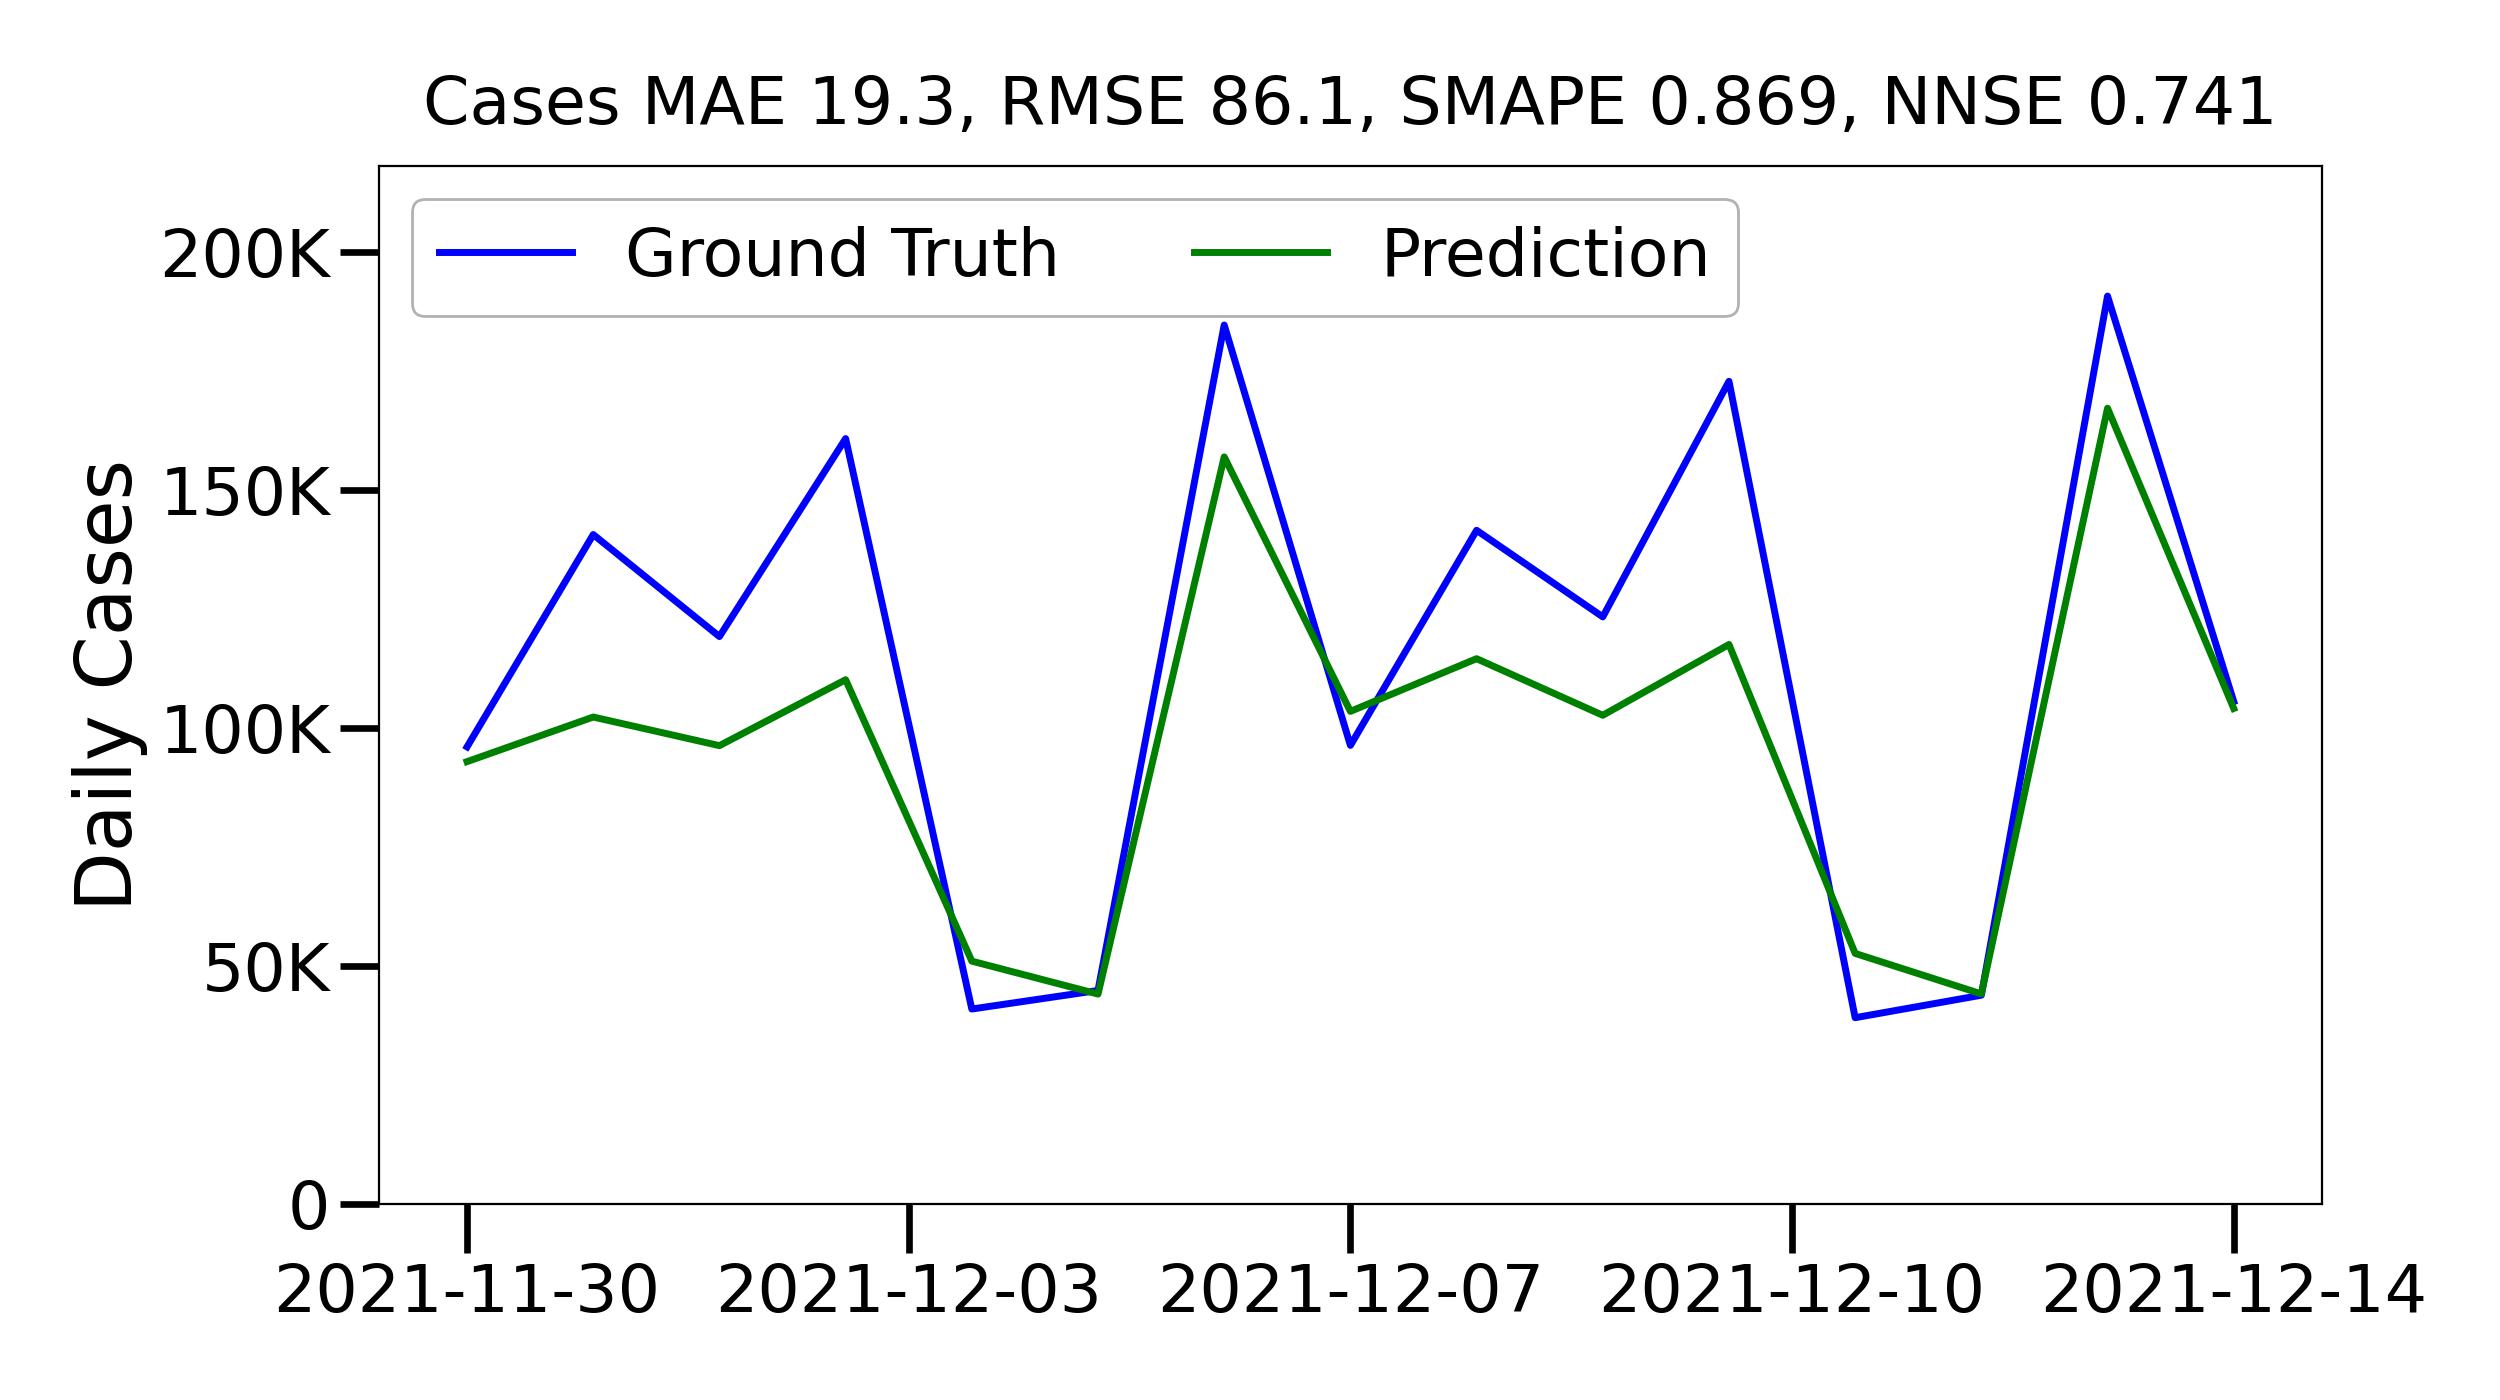 Cases MAE 19.3, RMSE 86.1, SMAPE 0.869, NNSE 0.741
Ground Truth Prediction
200K
150K
100K
50K
0
Daily Cases
2021-11-30 2021-12-03 2021-12-07 2021-12-10 2021-12-14